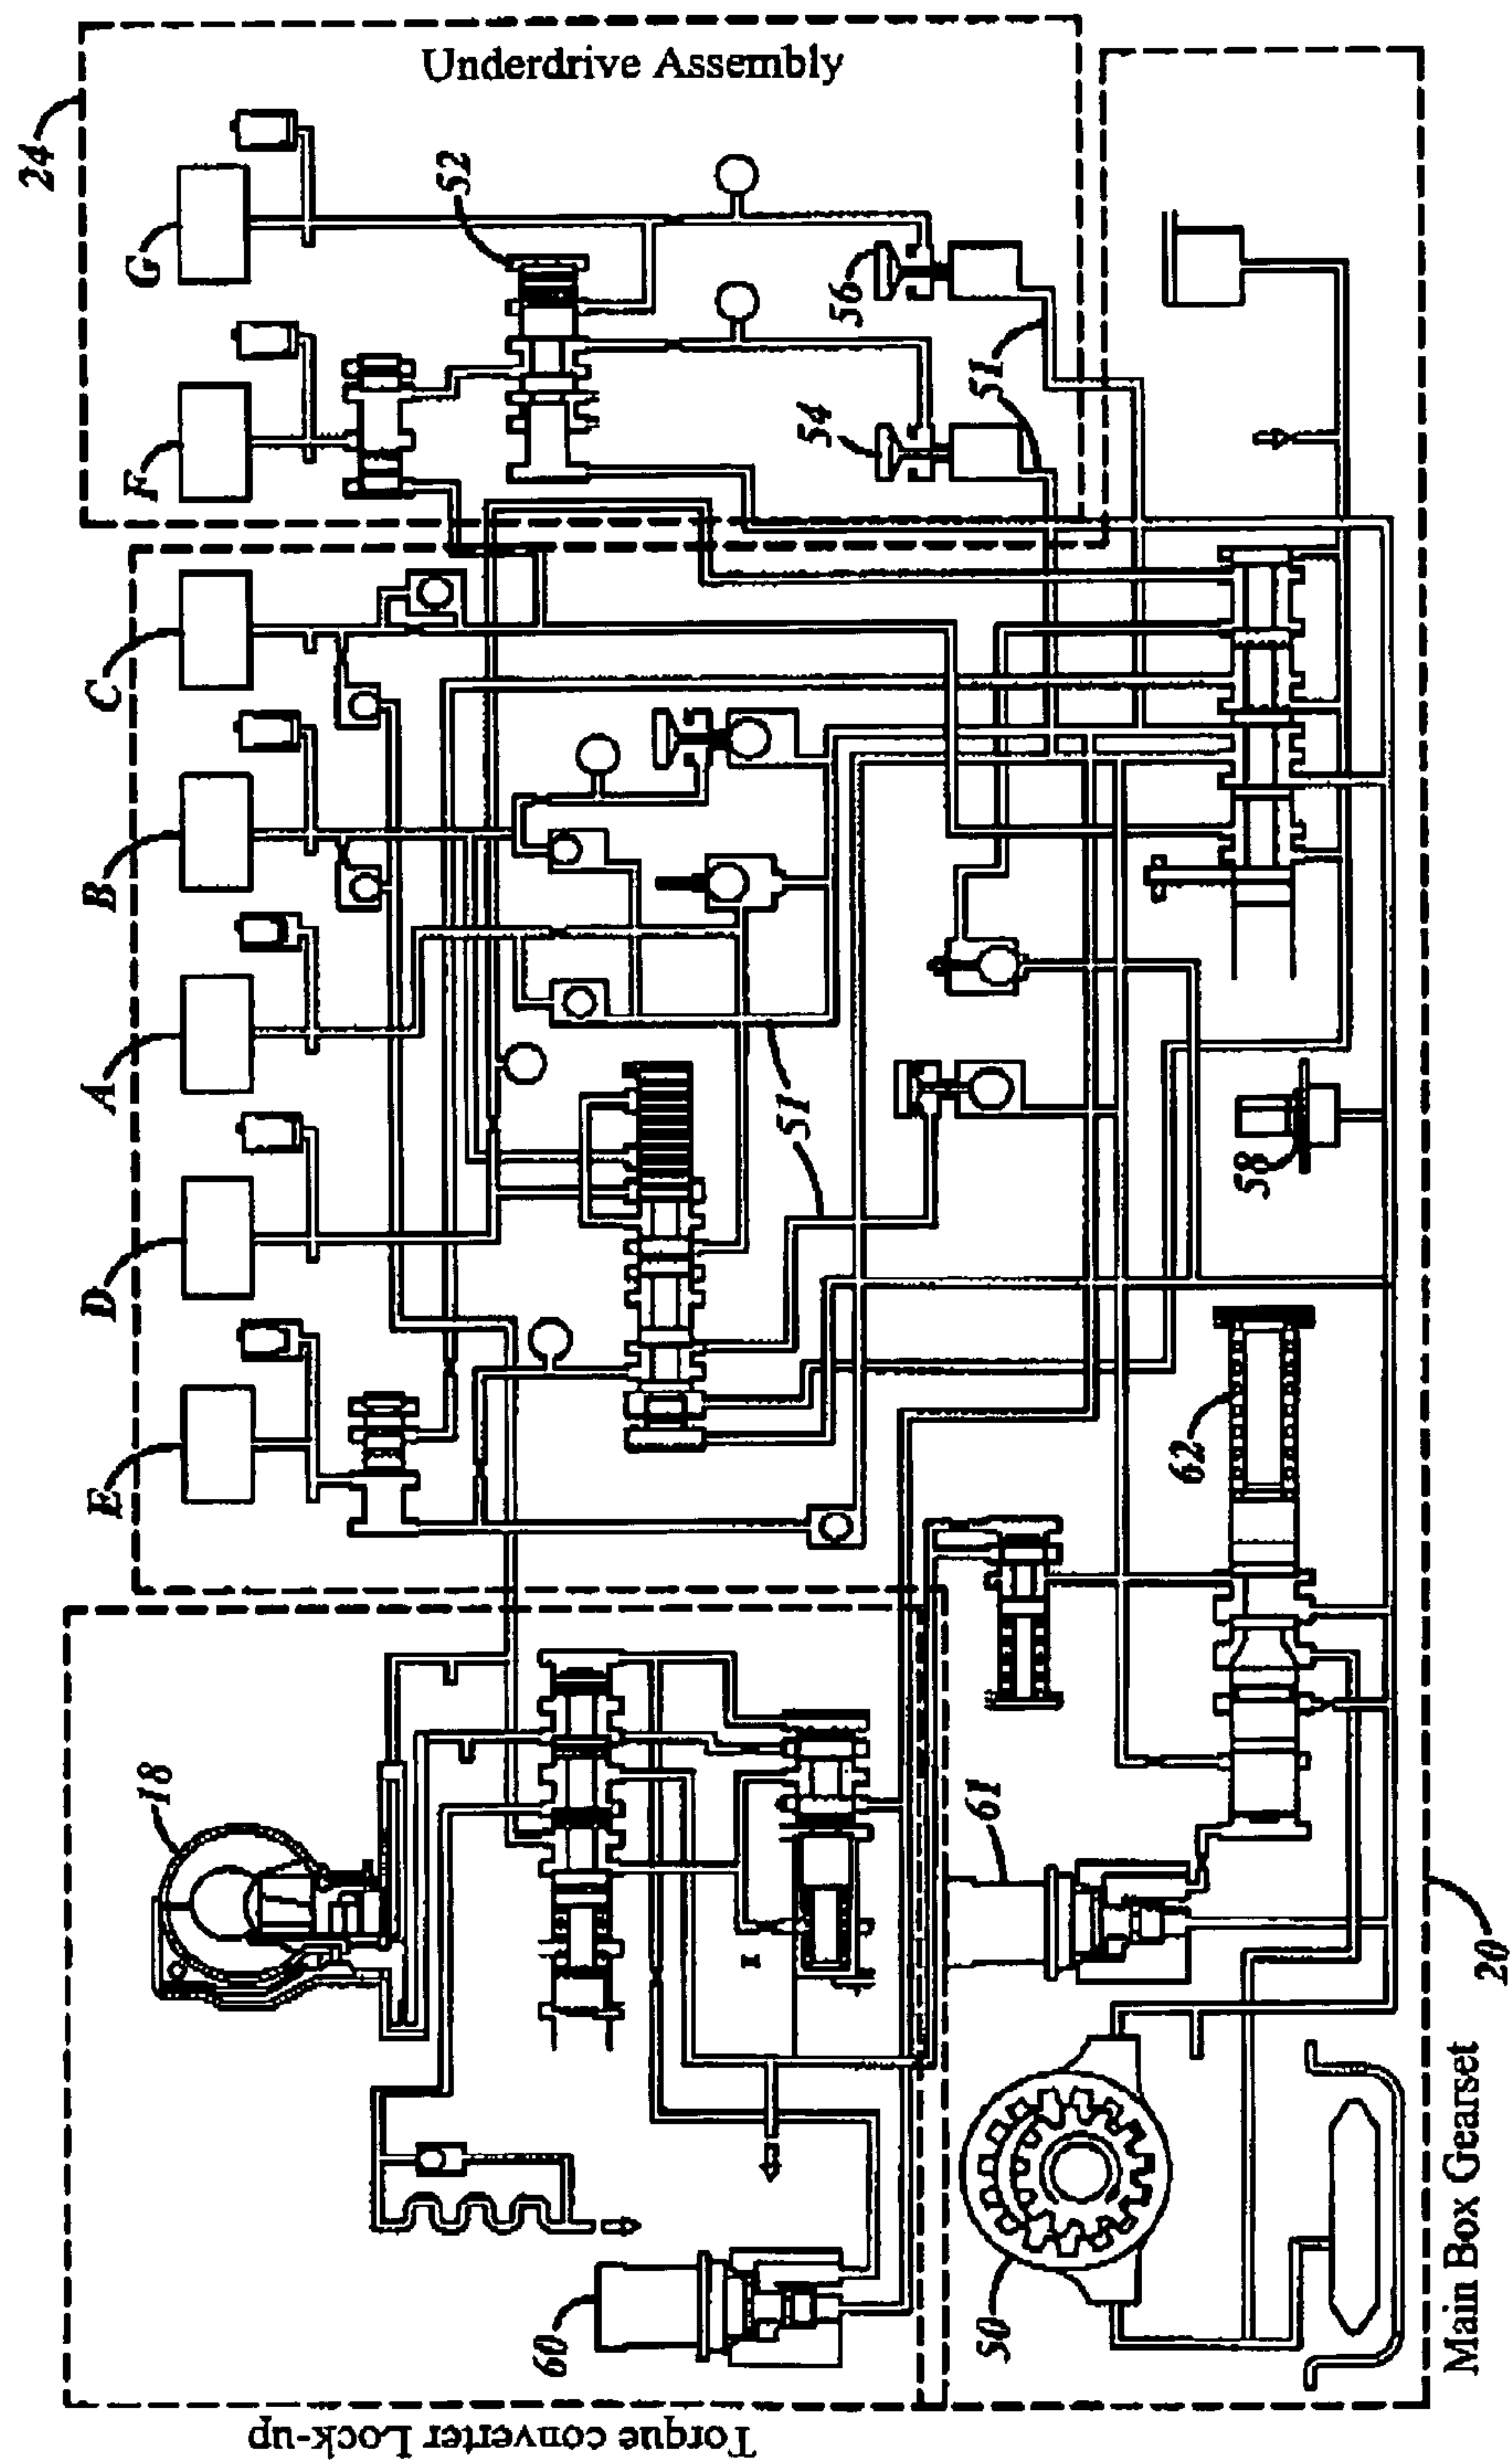 Underdrive Assembly
24
G
52
F
56
54
51
C
B
A
51
D
58
E
62
18
61
20
60
50
Main Box Gearset
Torque converter Lock-up